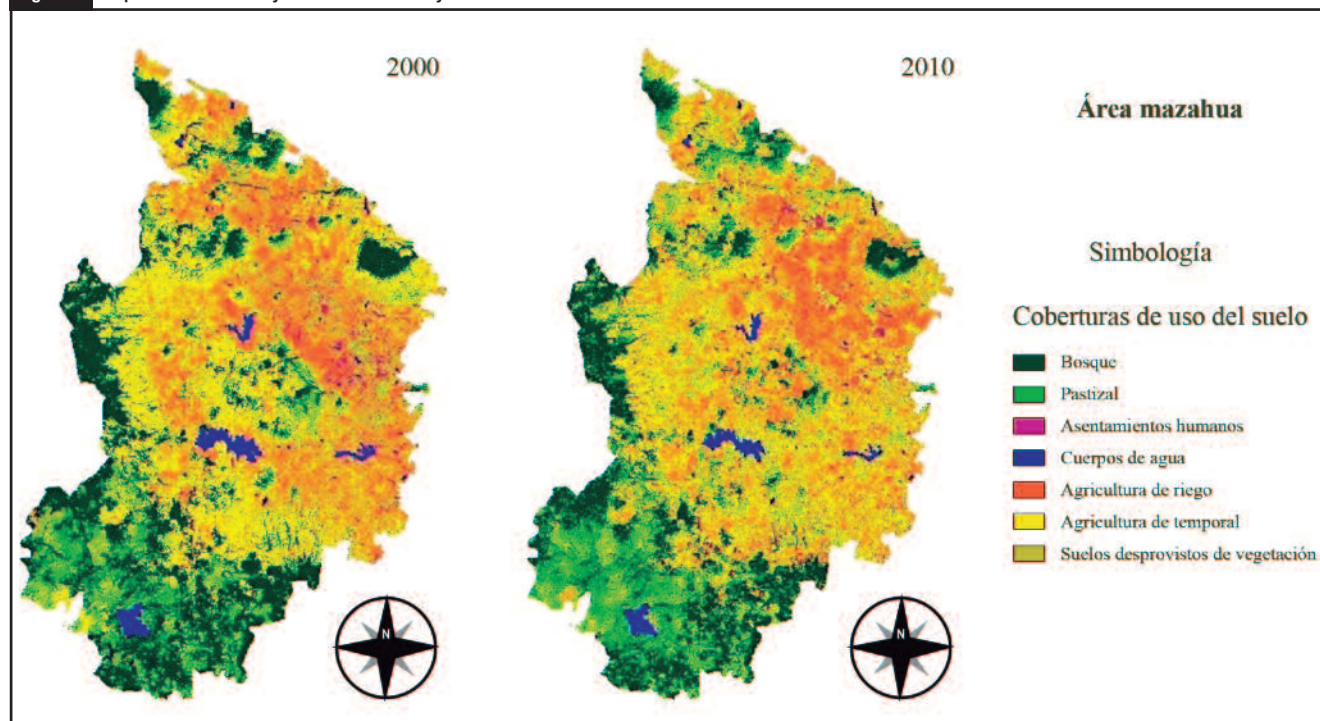 2000
2010
Área mazahua
Simbología
Coberturas de uso del suelo
Bosque
Pastizal
Asentamientos humanos
Cuerpos de agua
Agricultura de riego
Agricultura de temporal
Suelos desprovistos de vegetación
N
N